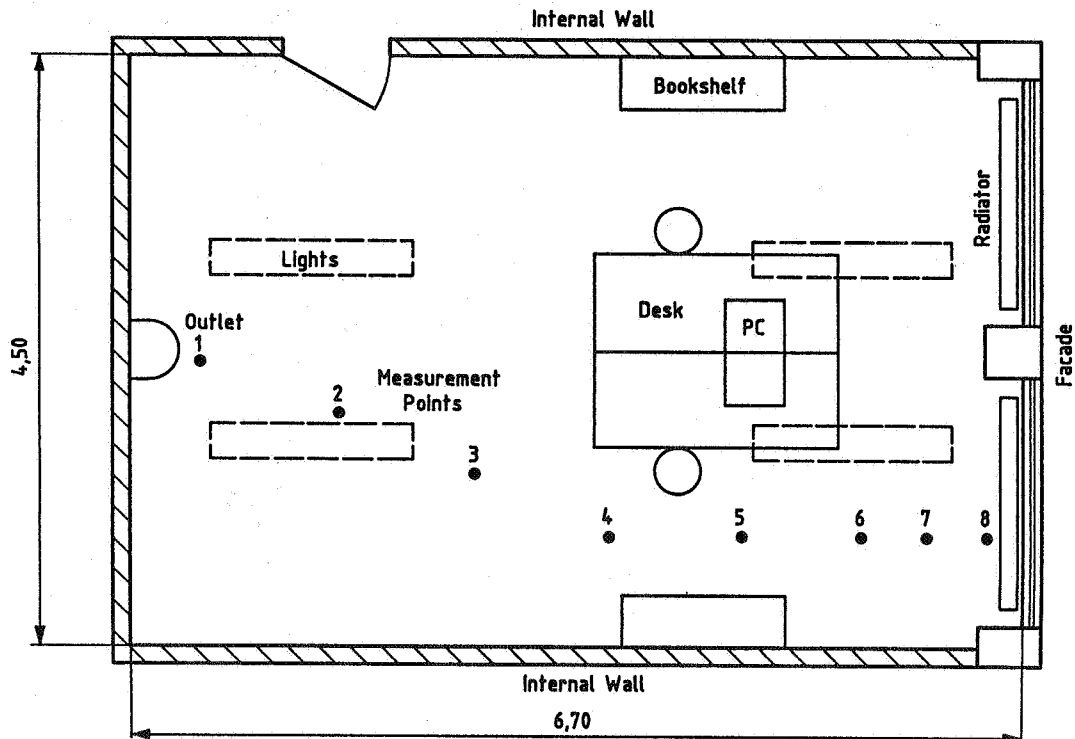 Internal Wall
Bookshelf
Radiator
Lights
Desk
PC
Outlet
1
4,50
Facade
Measurement
Points
2
3
4
5
6
7
8
Internal Wall
6,70